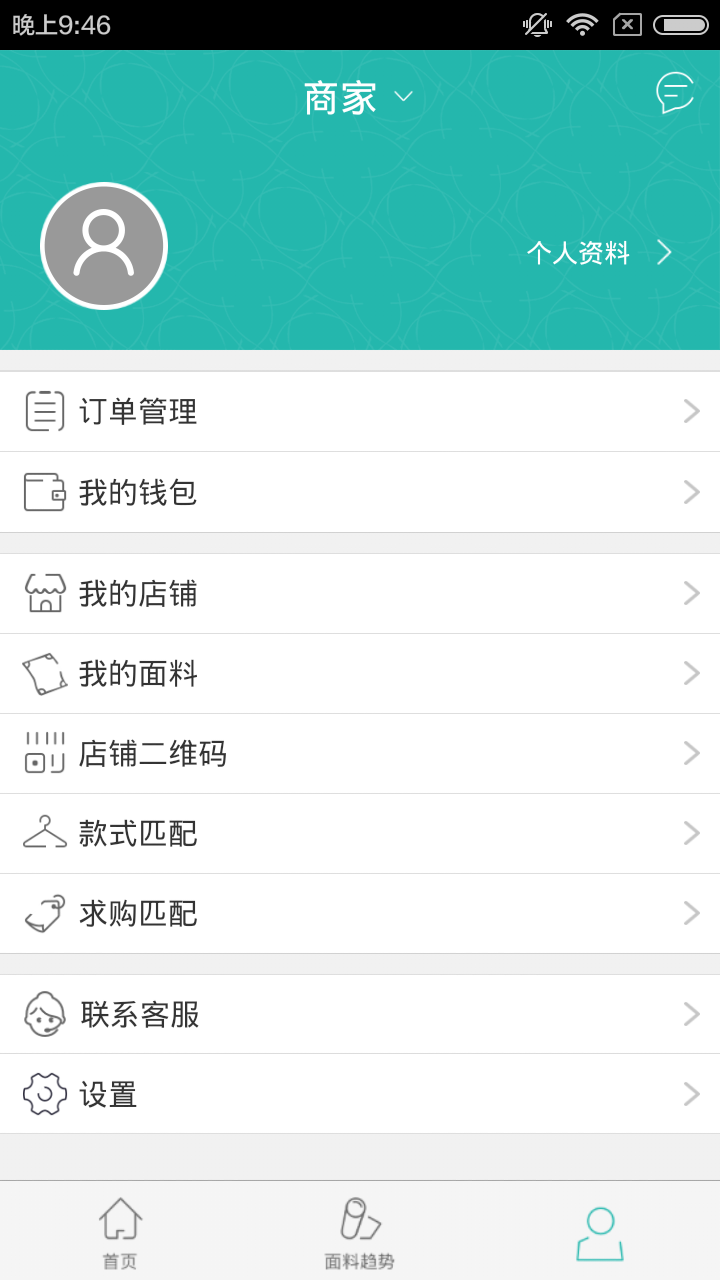 晚上9:46
商家
个人资料
订单管理
我的钱包
我的店铺
我的面料
店铺二维码
款式匹配
求购匹配
联系客服
设置
首页
面料趋势